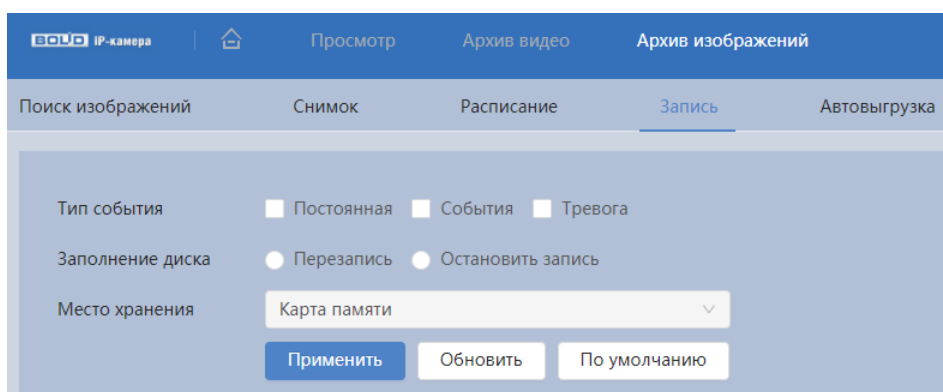 BOLID IP-камера Просмотр Архив видео Архив изображений
Поиск изображений Снимок Расписание Запись Автовыгрузка
Тип события Постоянная События Тревога
Заполнение диска Перезапись Остановить запись
Место хранения Карта памяти
Применить Обновить По умолчанию